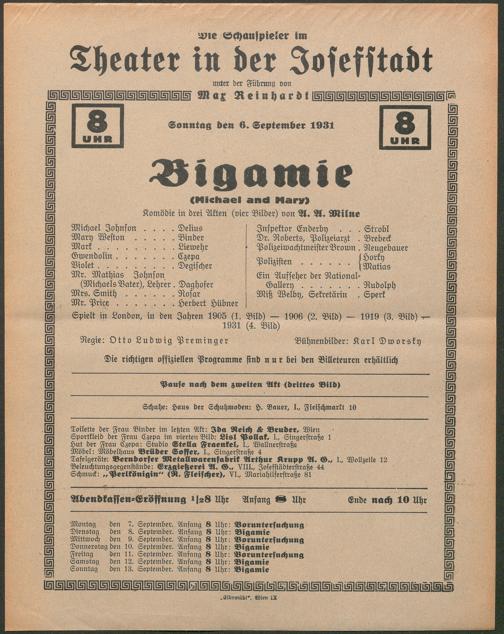 Die Schauspieler im
Theater in der Josefstadt
unter der Führung von
Max Reinhardt
8
UHR
8
UHR
Sonntag den 6. September 1931
Bigamie
(Michael and Mary)
Komödie in drei Akten (vier Bilder) von A. A. Milne
Michael Johnson . . . . Delius
Mary Weston . . . . Binder
Mark . . . . . . . Liewehr
Gwendolin . . . . . Czepa
Violet . . . . . . . Degischer
Mr. Mathias Johnson
(Michaels Vater), Lehrer . Daghofer
Mrs. Smith . . . . . Rosar
Mr. Price . . . . . . Herbert Hübner
Inspektor Enderby . . . Strobl
Dr. Roberts, Polizeiarzt . Brebeck
Polizeiwachtmeister Brown . Neugebauer
Polizisten . . . . . . { Horky
Matias
Ein Aufseher der National-
Gallery . . . . . . Rudolph
Miß Welby, Sekretärin . Sperk
Spielt in London, in den Jahren 1905 (1. Bild) — 1906 (2. Bild) — 1919 (3. Bild) —
1931 (4. Bild)
Regie: Otto Ludwig Preminger Bühnenbilder: Karl Dworsky
Die richtigen offiziellen Programme sind nur bei den Billeteuren erhältlich
Pause nach dem zweiten Akt (drittes Bild)
Schuhe: Haus der Schuhmoden: H. Bauer, I., Fleischmarkt 10
Toilette der Frau Binder im letzten Akt: Ida Reich & Bruder, Wien
Sportkleid der Frau Czepa im vierten Bild: Lisl Pollak, I., Singerstraße 1
Hut der Frau Czepa: Studio Stella Fraenkel, I., Wallnerstraße
Möbel: Möbelhaus Brüder Soffer, I., Singerstraße 4
Tafelgeräte: Berndorfer Metallwarenfabrik Arthur Krupp A. G., I., Wollzeile 12
Beleuchtungsgegenstände: Erzgießerei A. G., VIII., Josefstädterstraße 44
Schmuck: „Perlkönigin“ (R. Fleischer), VI., Mariahilferstraße 81
Abendkassen-Eröffnung ½8 Uhr Anfang 8 Uhr Ende nach 10 Uhr
Montag den 7. September. Anfang 8 Uhr: Voruntersuchung
Dienstag den 8. September. Anfang 8 Uhr: Bigamie
Mittwoch den 9. September. Anfang 8 Uhr: Voruntersuchung
Donnerstag den 10. September. Anfang 8 Uhr: Bigamie
Freitag den 11. September. Anfang 8 Uhr: Voruntersuchung
Samstag den 12. September. Anfang 8 Uhr: Bigamie
Sonntag den 13. September. Anfang 8 Uhr: Bigamie
„Elbemühl“, Wien IX